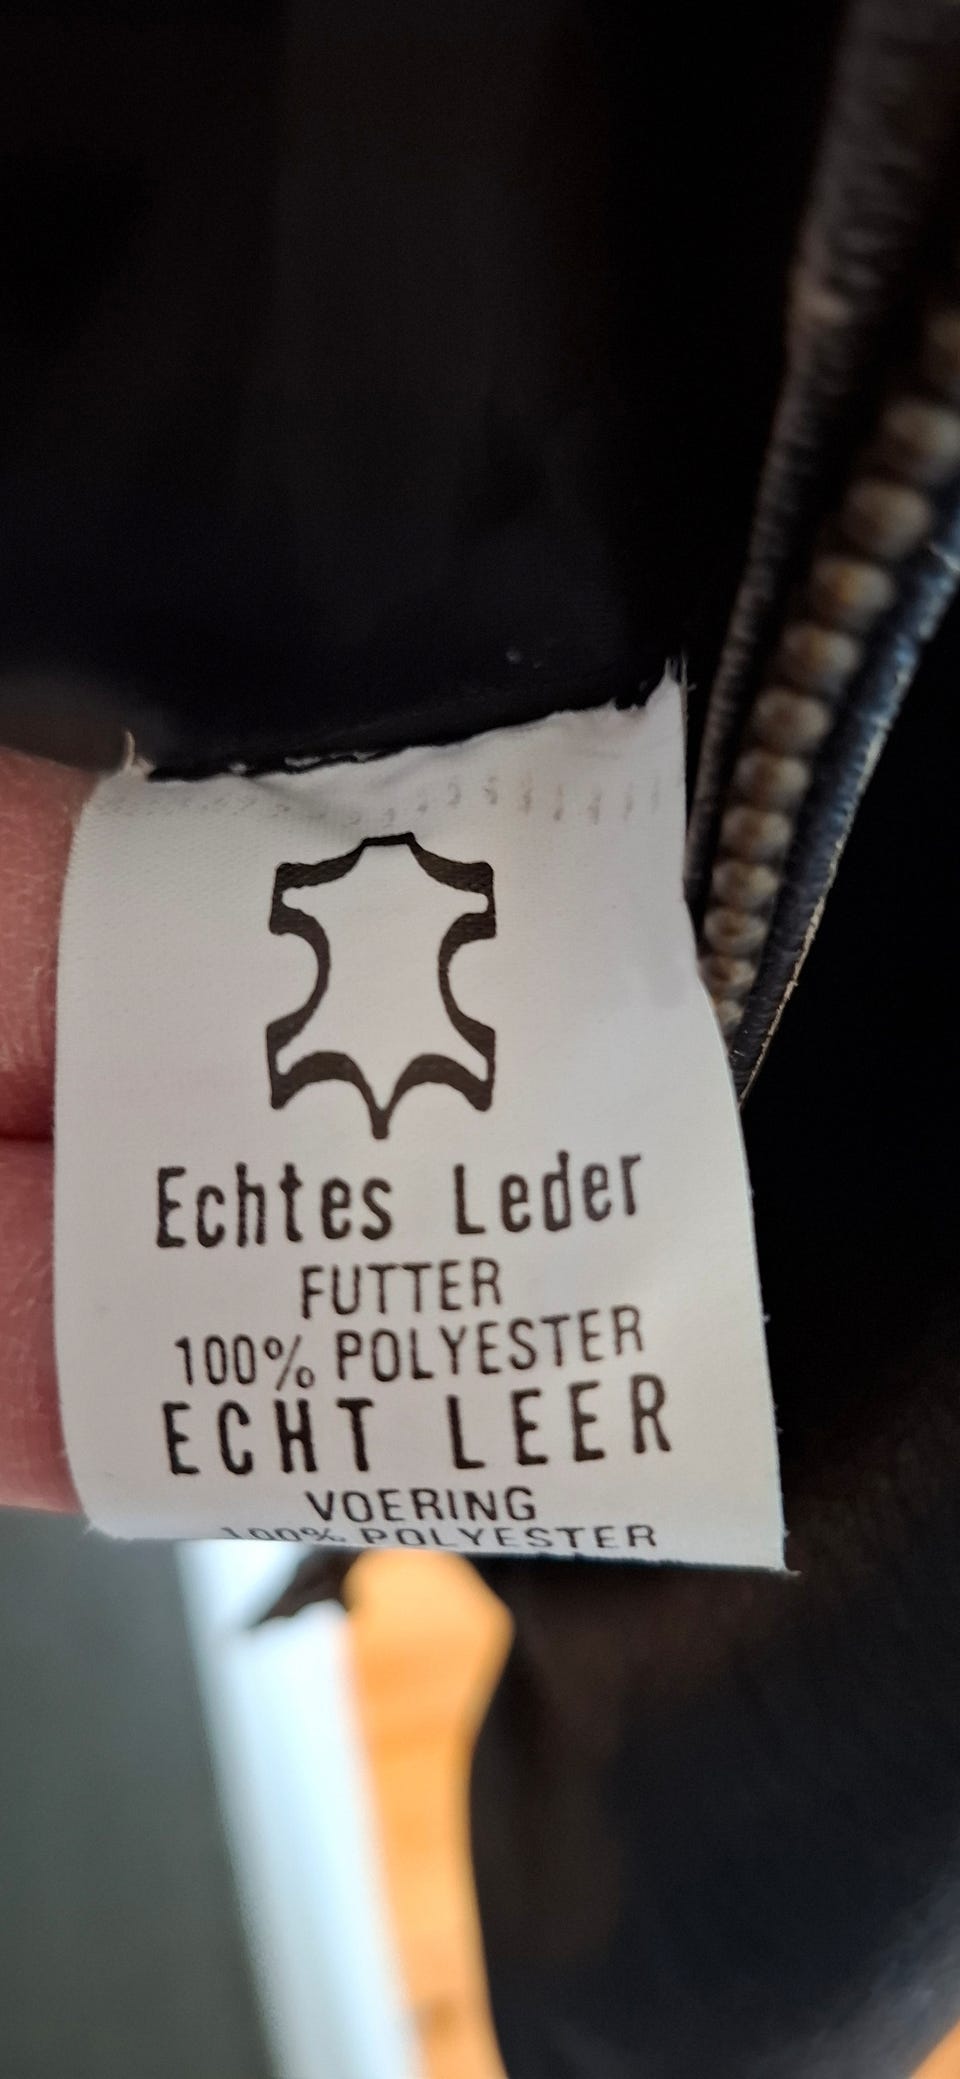 Echtes Leder
FUTTER
100% POLYESTER
ECHT LEER
VOERING
100% POLYESTER